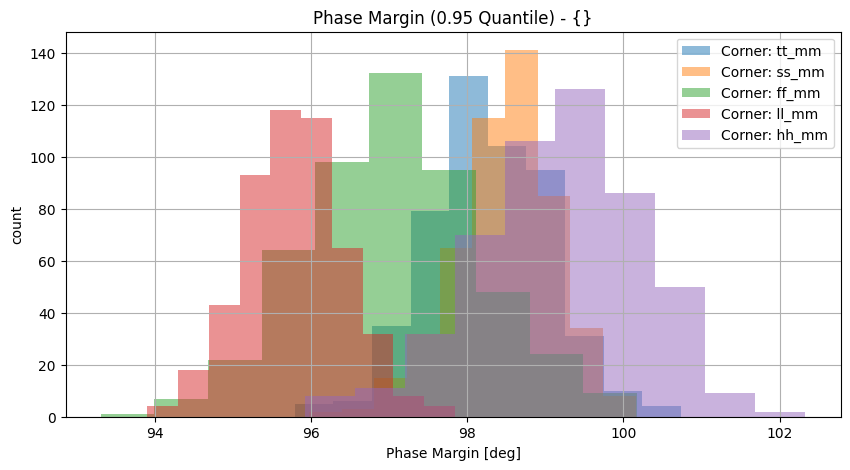 Phase Margin (0.95 Quantile) - {}
Corner: tt_mm
Corner: ss_mm
Corner: ff_mm
Corner: ll_mm
Corner: hh_mm
140
120
100
80
60
40
20
0
count
94 96 98 100 102
Phase Margin [deg]